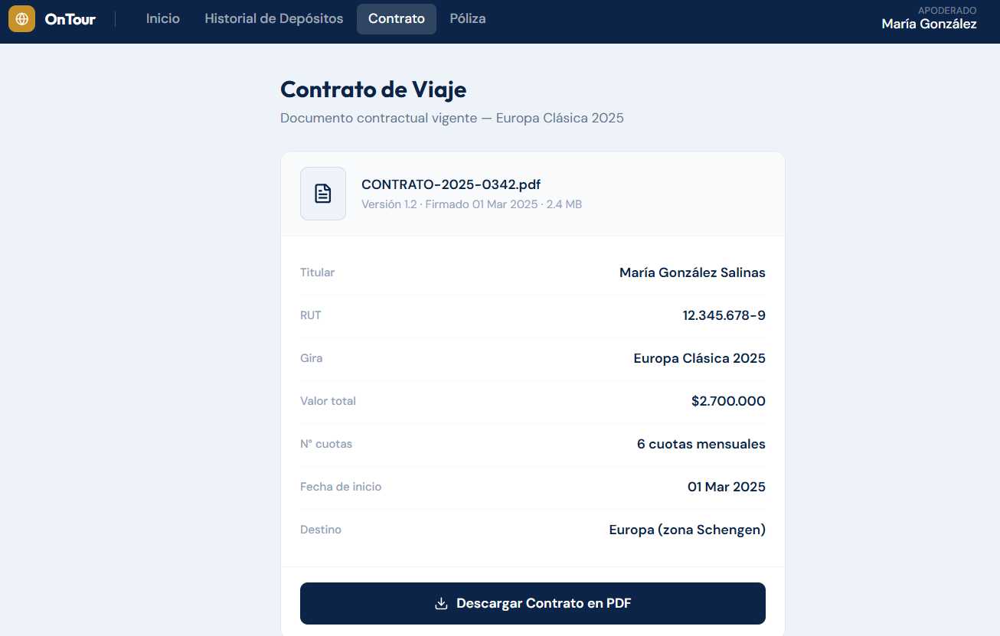 OnTour
Inicio
Historial de Depósitos
Contrato
Póliza
APODERADO
María González
Contrato de Viaje
Documento contractual vigente — Europa Clásica 2025
CONTRATO-2025-0342.pdf
Versión 1.2 · Firmado 01 Mar 2025 · 2.4 MB
Titular María González Salinas
RUT 12.345.678-9
Gira Europa Clásica 2025
Valor total $2.700.000
N° cuotas 6 cuotas mensuales
Fecha de inicio 01 Mar 2025
Destino Europa (zona Schengen)
Descargar Contrato en PDF